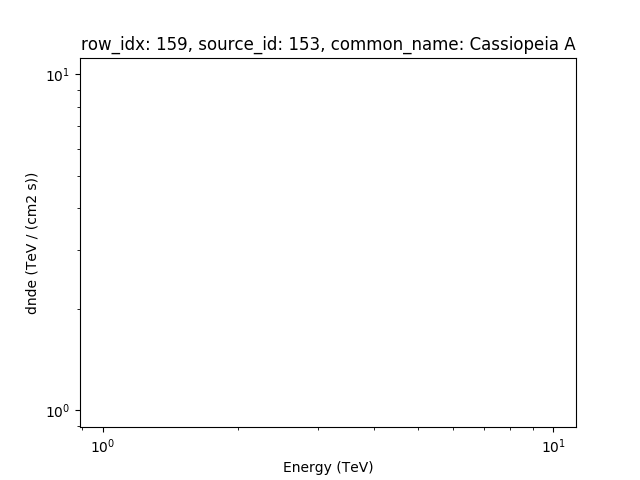 row_idx: 159, source_id: 153, common_name: Cassiopeia A
10¹
dnde (TeV / (cm2 s))
10⁰
10⁰
10¹
Energy (TeV)